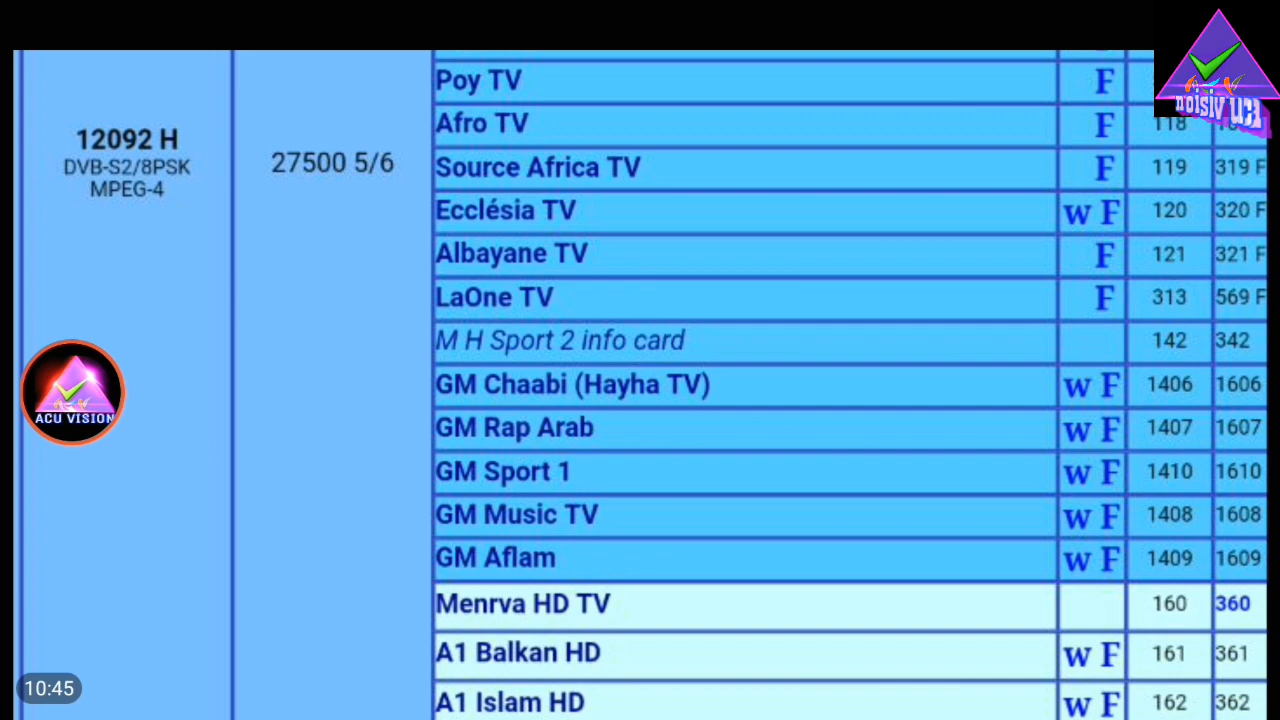 Poy TV F
12092 H
DVB-S2/8PSK
MPEG-4
27500 5/6
Afro TV F 118
Source Africa TV F 119 319 F
Ecclésia TV w F 120 320 F
Albayane TV F 121 321 F
LaOne TV F 313 569 F
M H Sport 2 info card 142 342
GM Chaabi (Hayha TV) w F 1406 1606
GM Rap Arab w F 1407 1607
GM Sport 1 w F 1410 1610
GM Music TV w F 1408 1608
GM Aflam w F 1409 1609
Menrva HD TV 160 360
A1 Balkan HD w F 161 361
A1 Islam HD w F 162 362
ACU VISION
10:45